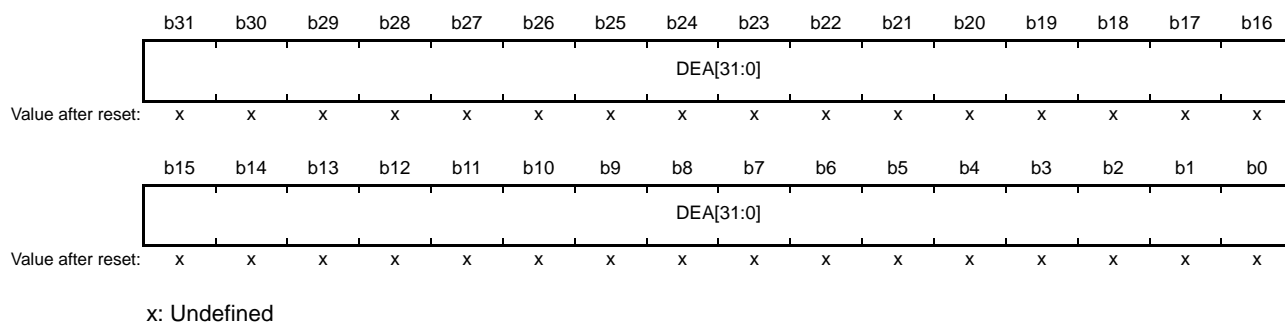 b31 b30 b29 b28 b27 b26 b25 b24 b23 b22 b21 b20 b19 b18 b17 b16
DEA[31:0]
Value after reset: x x x x x x x x x x x x x x x x
b15 b14 b13 b12 b11 b10 b9 b8 b7 b6 b5 b4 b3 b2 b1 b0
DEA[31:0]
Value after reset: x x x x x x x x x x x x x x x x
x: Undefined